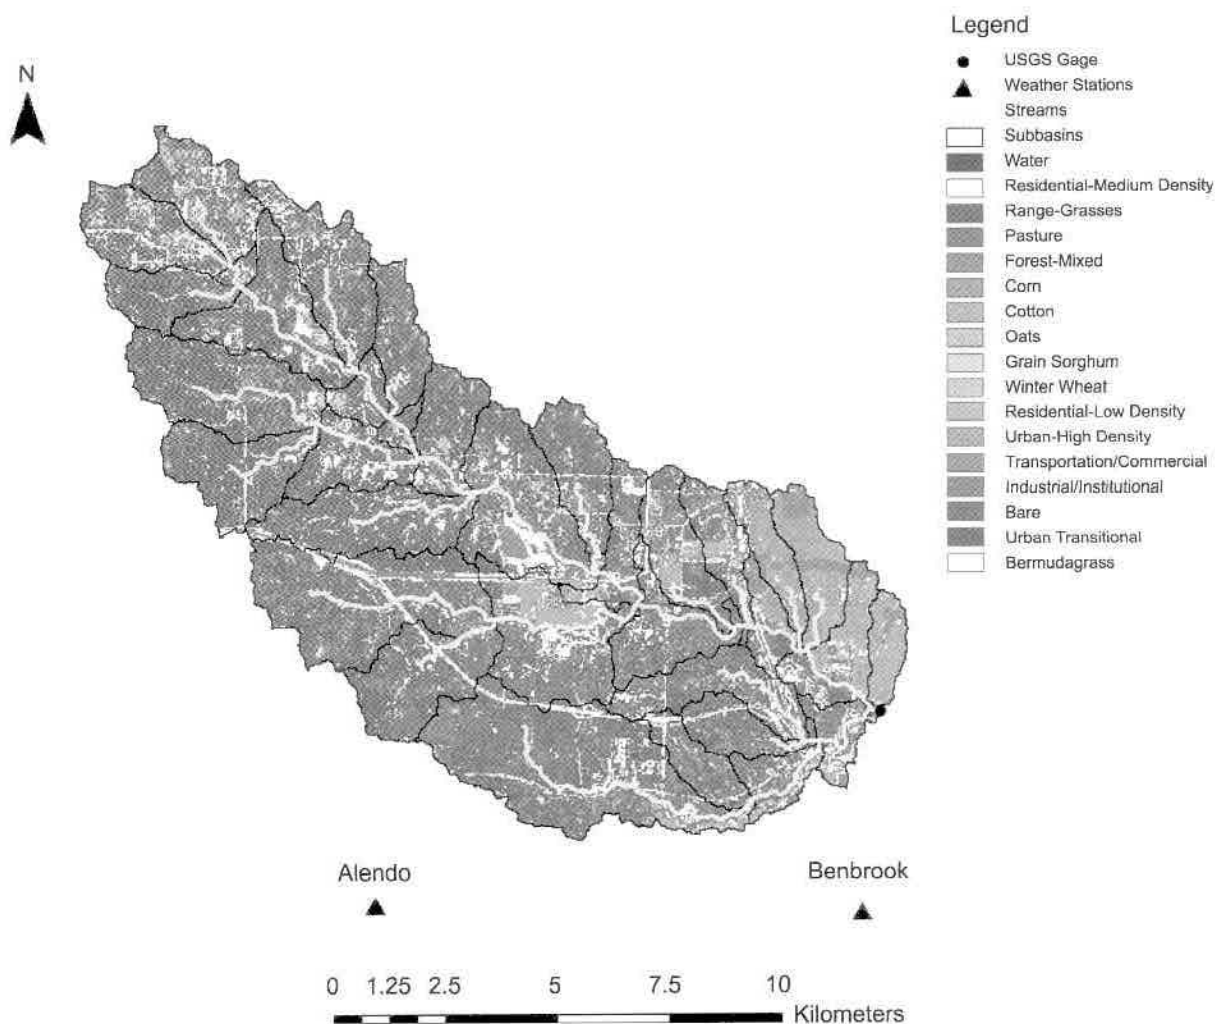 Legend
USGS Gage
Weather Stations
Streams
Subbasins
Water
Residential-Medium Density
Range-Grasses
Pasture
Forest-Mixed
Corn
Cotton
Oats
Grain Sorghum
Winter Wheat
Residential-Low Density
Urban-High Density
Transportation/Commercial
Industrial/Institutional
Bare
Urban Transitional
Bermudagrass
N
Alendo
Benbrook
0 1.25 2.5 5 7.5 10
Kilometers